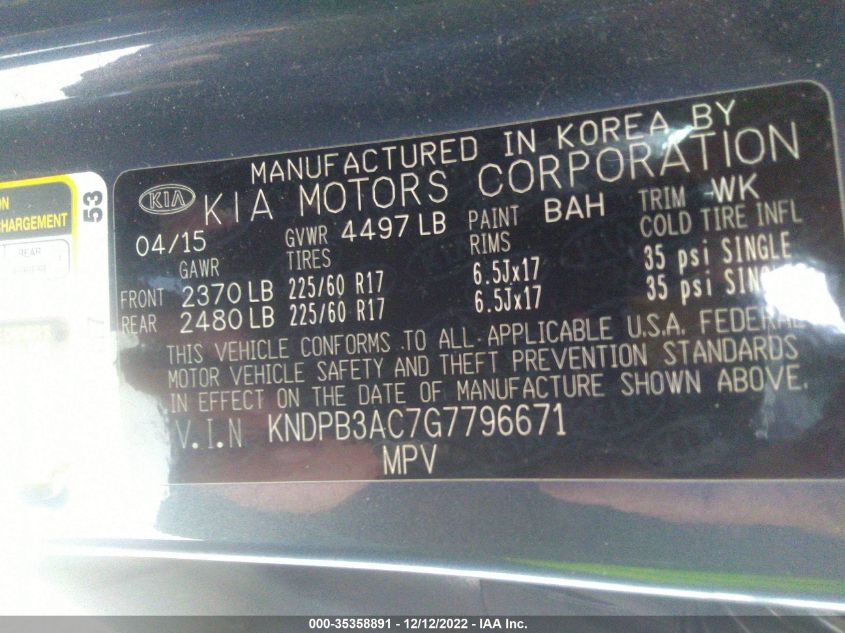 MANUFACTURED IN KOREA BY
KIA KIA MOTORS CORPORATION
04/15 GVWR 4497 LB PAINT BAH TRIM WK
GAWR TIRES RIMS COLD TIRE INFL
FRONT 2370 LB 225/60 R17 6.5Jx17 35 psi SINGLE
REAR 2480 LB 225/60 R17 6.5Jx17 35 psi SINGLE
THIS VEHICLE CONFORMS TO ALL APPLICABLE U.S.A. FEDERAL
MOTOR VEHICLE SAFETY AND THEFT PREVENTION STANDARDS
IN EFFECT ON THE DATE OF MANUFACTURE SHOWN ABOVE.
V.I.N KNDPB3AC7G7796671
MPV
CHARGEMENT
REAR
53
000-35358891 - 12/12/2022 - IAA Inc.